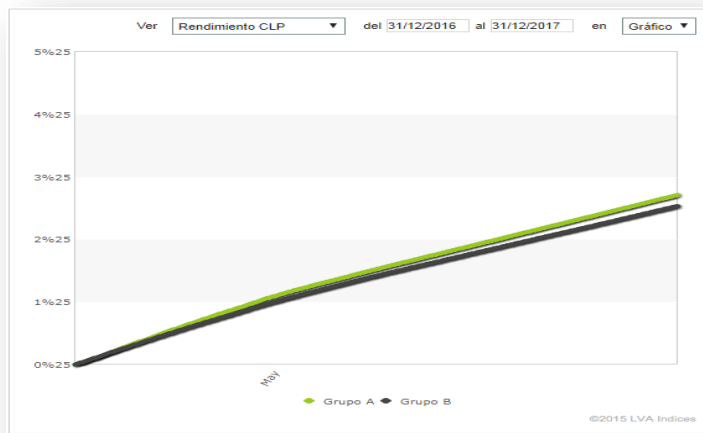 Ver Rendimiento CLP del 31/12/2016 al 31/12/2017 en Gráfico
5%25
4%25
3%25
2%25
1%25
0%25
May
Grupo A Grupo B
©2015 LVA Indices